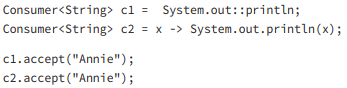 Consumer<String> c1 =  System.out::println;
Consumer<String> c2 = x -> System.out.println(x);
c1.accept("Annie");
c2.accept("Annie");